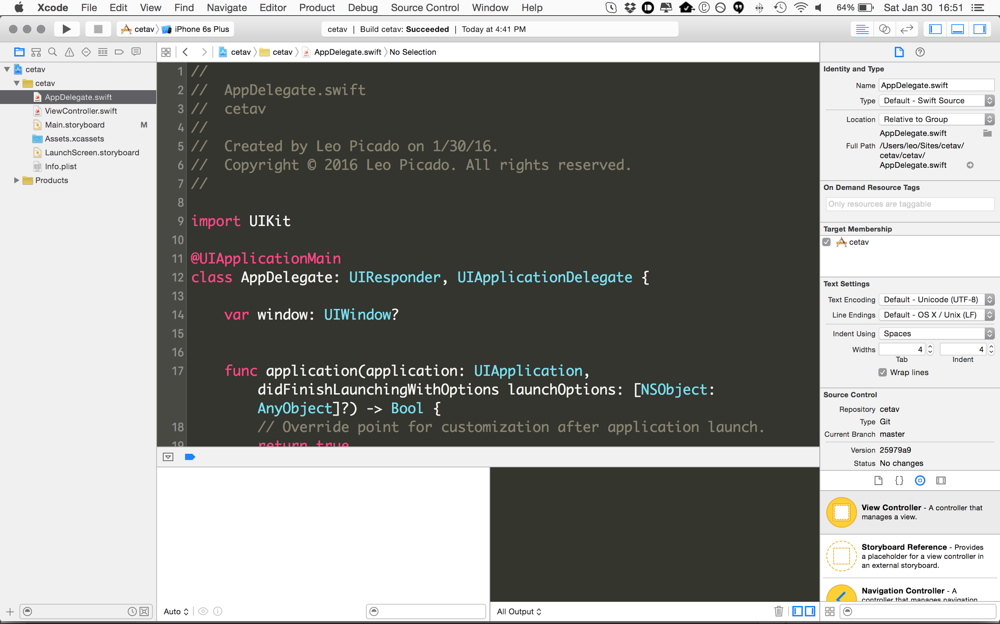 Xcode File Edit View Find Navigate Editor Product Debug Source Control Window Help 64% Sat Jan 30 16:51
cetav iPhone 6s Plus
cetav | Build cetav: Succeeded | Today at 4:41 PM
cetav cetav AppDelegate.swift No Selection
cetav
cetav
AppDelegate.swift
ViewController.swift
Main.storyboard M
Assets.xcassets
LaunchScreen.storyboard
Info.plist
Products
1 //
2 // AppDelegate.swift
3 // cetav
4 //
5 // Created by Leo Picado on 1/30/16.
6 // Copyright © 2016 Leo Picado. All rights reserved.
7 //
8
9 import UIKit
10
11 @UIApplicationMain
12 class AppDelegate: UIResponder, UIApplicationDelegate {
13
14 var window: UIWindow?
15
16
17 func application(application: UIApplication,
didFinishLaunchingWithOptions launchOptions: [NSObject:
AnyObject]?) -> Bool {
18 // Override point for customization after application launch.
19 return true
Auto
All Output
Identity and Type
Name AppDelegate.swift
Type Default - Swift Source
Location Relative to Group
AppDelegate.swift
Full Path /Users/leo/Sites/cetav/
cetav/cetav/
AppDelegate.swift
On Demand Resource Tags
Only resources are taggable
Target Membership
cetav
Text Settings
Text Encoding Default - Unicode (UTF-8)
Line Endings Default - OS X / Unix (LF)
Indent Using Spaces
Widths 4 4
Tab Indent
Wrap lines
Source Control
Repository cetav
Type Git
Current Branch master
Version 25979a9
Status No changes
View Controller - A controller that
manages a view.
Storyboard Reference - Provides
a placeholder for a view controller in
an external storyboard.
Navigation Controller - A
controller that manages navigation